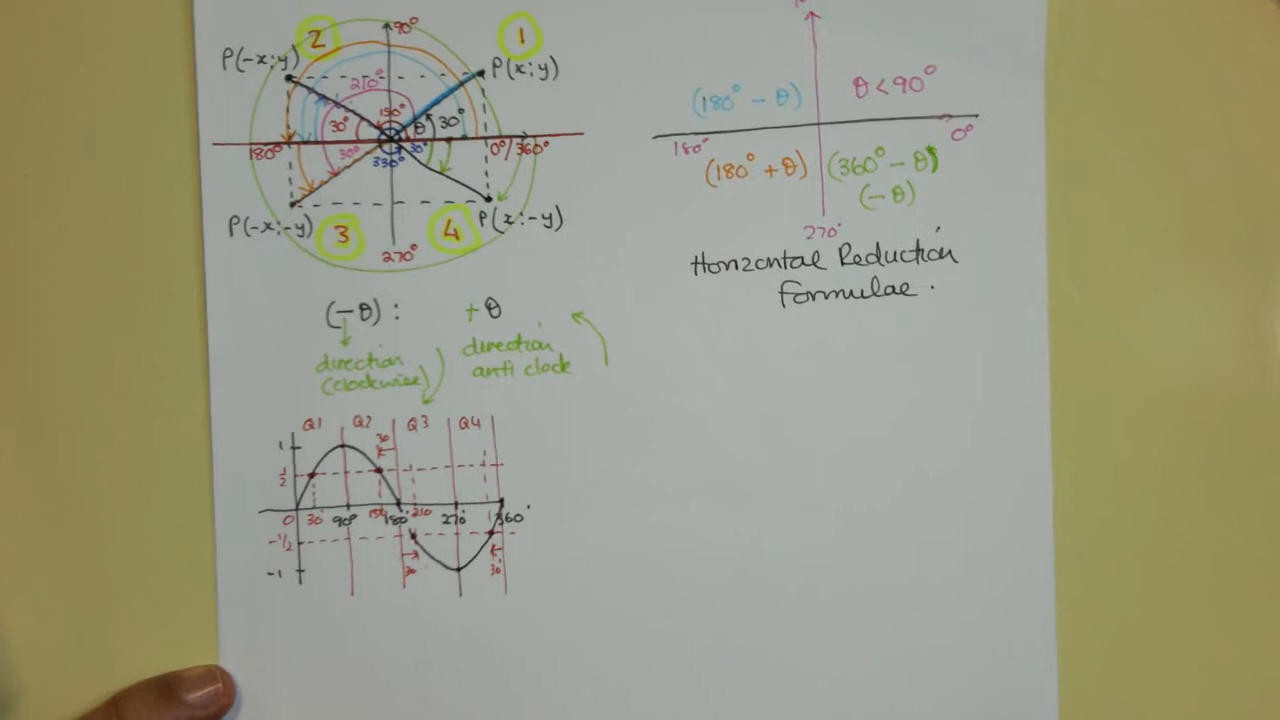 90°
2
1
P(-x;y)
P(x;y)
210°
150°
30°
θ
30°
180°
30°
30°
0°/360°
330°
P(-x;-y)
3
4
P(x;-y)
270°
(-θ) :
+θ
direction
(clockwise)
direction
anti clock
Q1 Q2 Q3 Q4
30
1
1/2
0 30° 90° 150 180° 210 270° 360°
-1/2
-1
30
30
(180° - θ)
θ < 90°
180°
0°
(180° + θ)
(360° - θ)
(-θ)
270°
Horizontal Reduction
formulae.